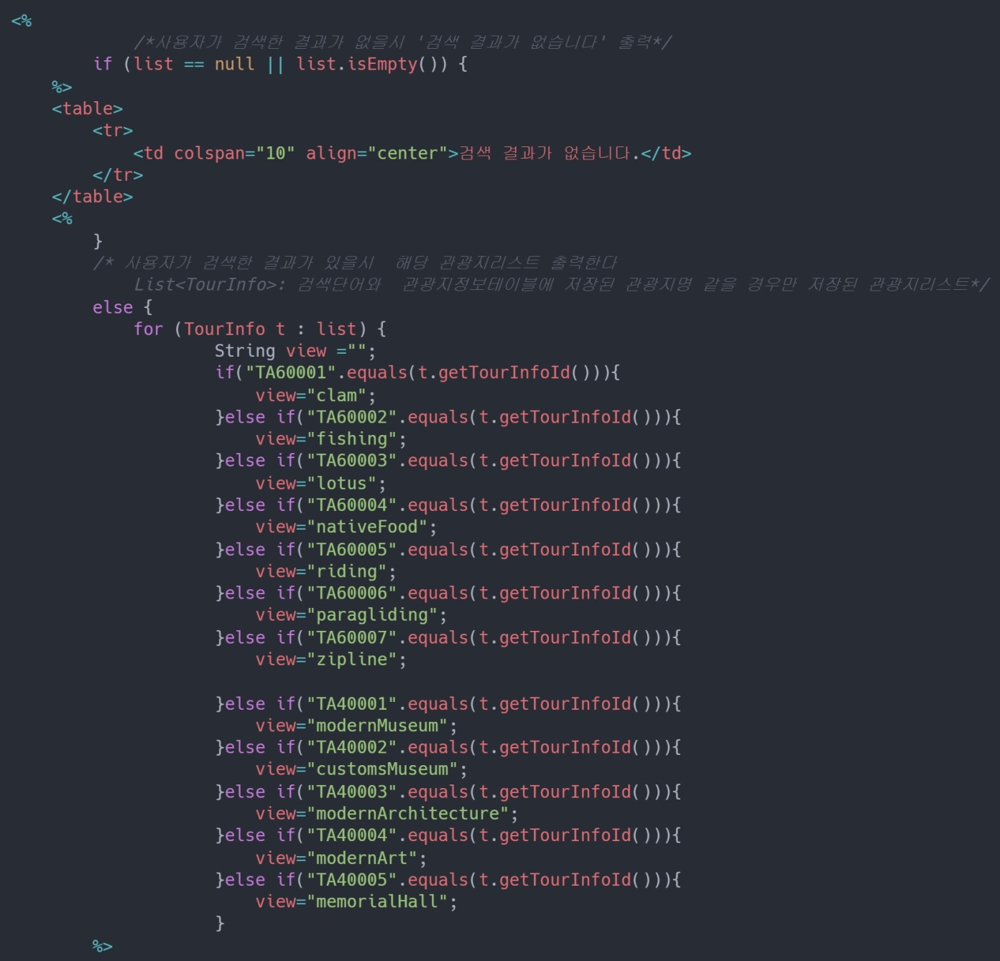 <%
/*사용자가 검색한 결과가 없을시 '검색 결과가 없습니다' 출력*/
if (list == null || list.isEmpty()) {
%>
<table>
<tr>
<td colspan="10" align="center">검색 결과가 없습니다.</td>
</tr>
</table>
<%
}
/* 사용자가 검색한 결과가 있을시  해당 관광지리스트 출력한다
List<TourInfo>: 검색단어와  관광지정보테이블에 저장된 관광지명 같을 경우만 저장된 관광지리스트*/
else {
for (TourInfo t : list) {
String view ="";
if("TA60001".equals(t.getTourInfoId())){
view="clam";
}else if("TA60002".equals(t.getTourInfoId())){
view="fishing";
}else if("TA60003".equals(t.getTourInfoId())){
view="lotus";
}else if("TA60004".equals(t.getTourInfoId())){
view="nativeFood";
}else if("TA60005".equals(t.getTourInfoId())){
view="riding";
}else if("TA60006".equals(t.getTourInfoId())){
view="paragliding";
}else if("TA60007".equals(t.getTourInfoId())){
view="zipline";
}else if("TA40001".equals(t.getTourInfoId())){
view="modernMuseum";
}else if("TA40002".equals(t.getTourInfoId())){
view="customsMuseum";
}else if("TA40003".equals(t.getTourInfoId())){
view="modernArchitecture";
}else if("TA40004".equals(t.getTourInfoId())){
view="modernArt";
}else if("TA40005".equals(t.getTourInfoId())){
view="memorialHall";
}
%>